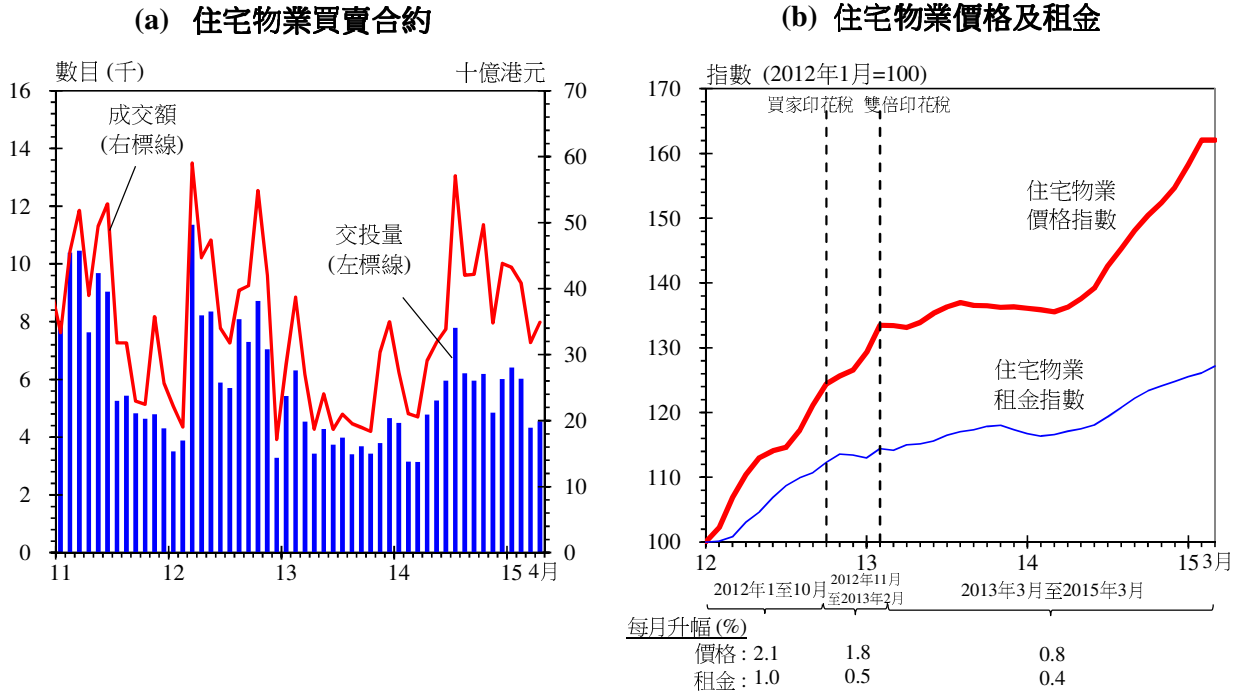 (a) 住宅物業買賣合約
數目 (千)
十億港元
16
14
12
10
8
6
4
2
0
70
60
50
40
30
20
10
0
成交額
(右標線)
交投量
(左標線)
11 12 13 14 15 4月
(b) 住宅物業價格及租金
指數 (2012年1月=100)
170
160
150
140
130
120
110
100
買家印花稅 雙倍印花稅
住宅物業
價格指數
住宅物業
租金指數
12 13 14 15 3月
2012年1至10月
2012年11月
至2013年2月
2013年3月至2015年3月
每月升幅 (%)
價格 : 2.1 1.8 0.8
租金 : 1.0 0.5 0.4